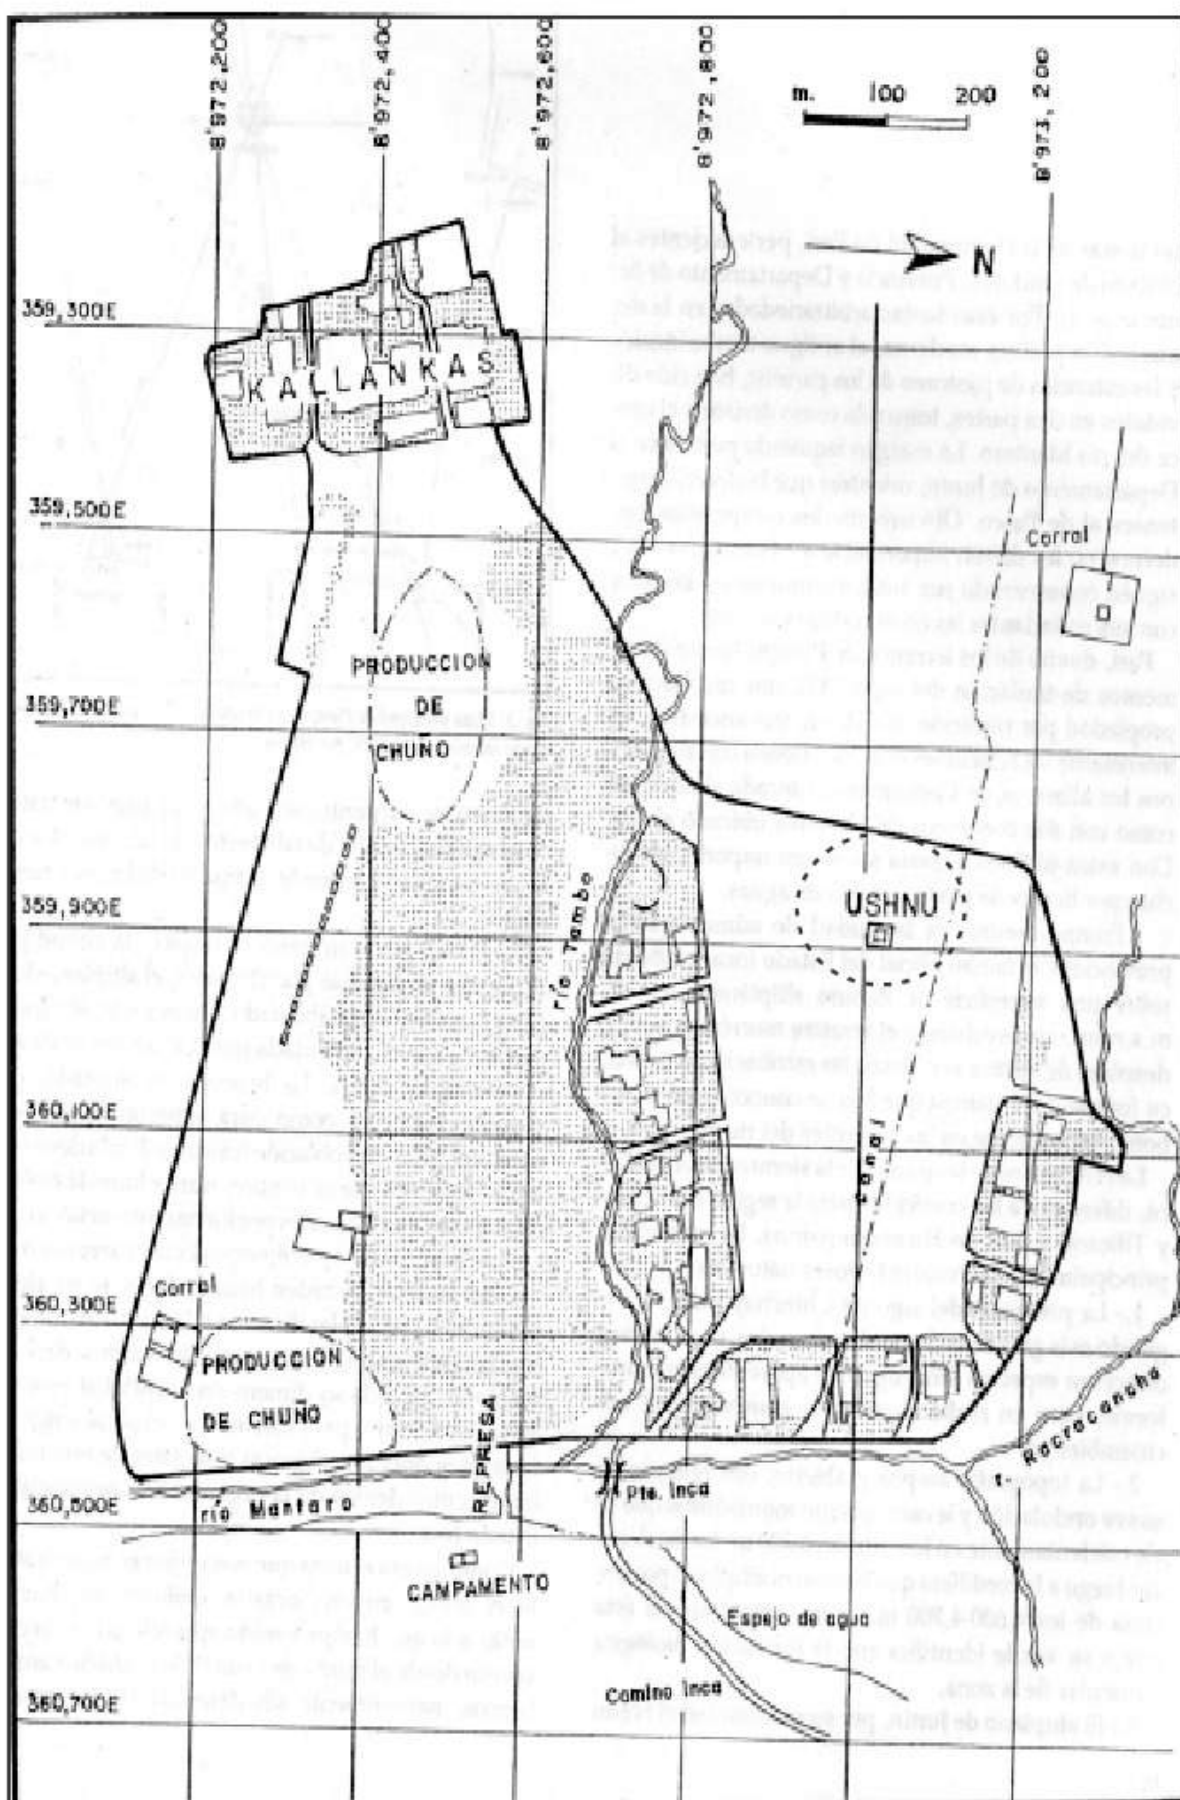 8'972,200
8'972,400
8'972,600
8'972,800
8'973,200
m. 100 200
N
359,300E
KALLANKAS
359,500E
Corral
PRODUCCION
DE
CHUÑO
359,700E
359,900E
río Tambo
USHNU
360,100E
canal
Corral
360,300E
PRODUCCION
DE CHUÑO
REPRESA
r. Racracancha
360,500E
río Mantaro
Pte. Inca
CAMPAMENTO
Espejo de agua
Camino Inca
360,700E